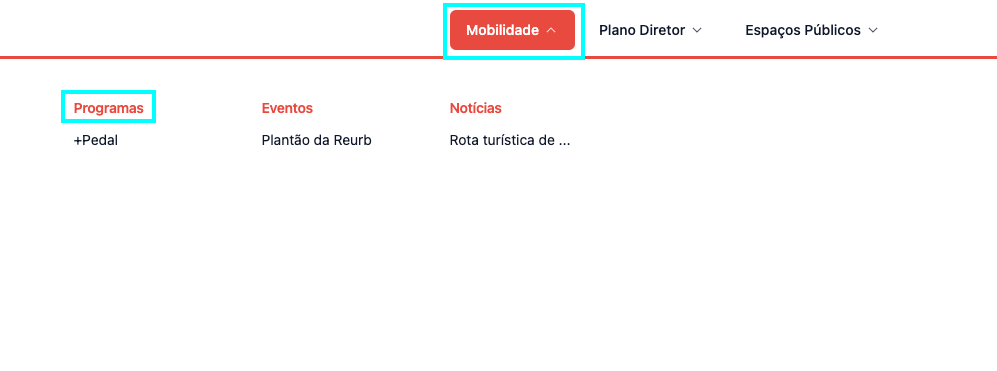 Mobilidade Plano Diretor Espaços Públicos
Programas Eventos Notícias
+Pedal Plantão da Reurb Rota turística de ...